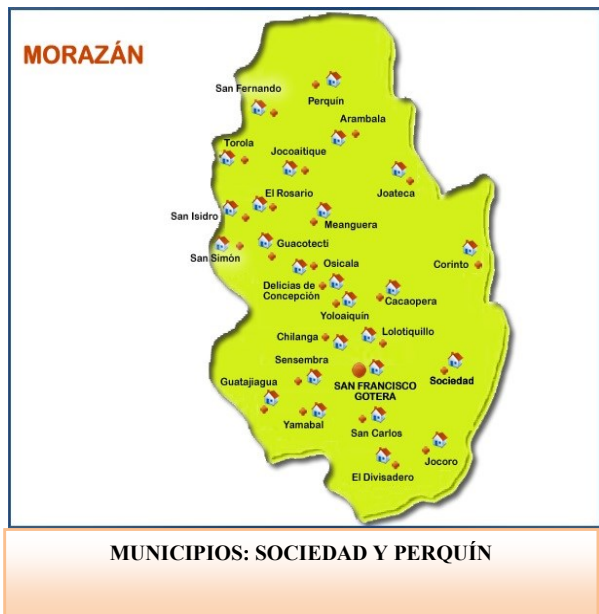 MORAZÁN
San Fernando
Perquín
Arambala
Torola
Jocoaitique
Joateca
El Rosario
San Isidro
Meanguera
Guacotecti
San Simón
Osicala
Corinto
Delicias de
Concepción
Cacaopera
Yoloaiquín
Lolotiquillo
Chilanga
Sensembra
Guatajiagua
SAN FRANCISCO
GOTERA
Sociedad
Yamabal
San Carlos
Jocoro
El Divisadero
MUNICIPIOS: SOCIEDAD Y PERQUÍN